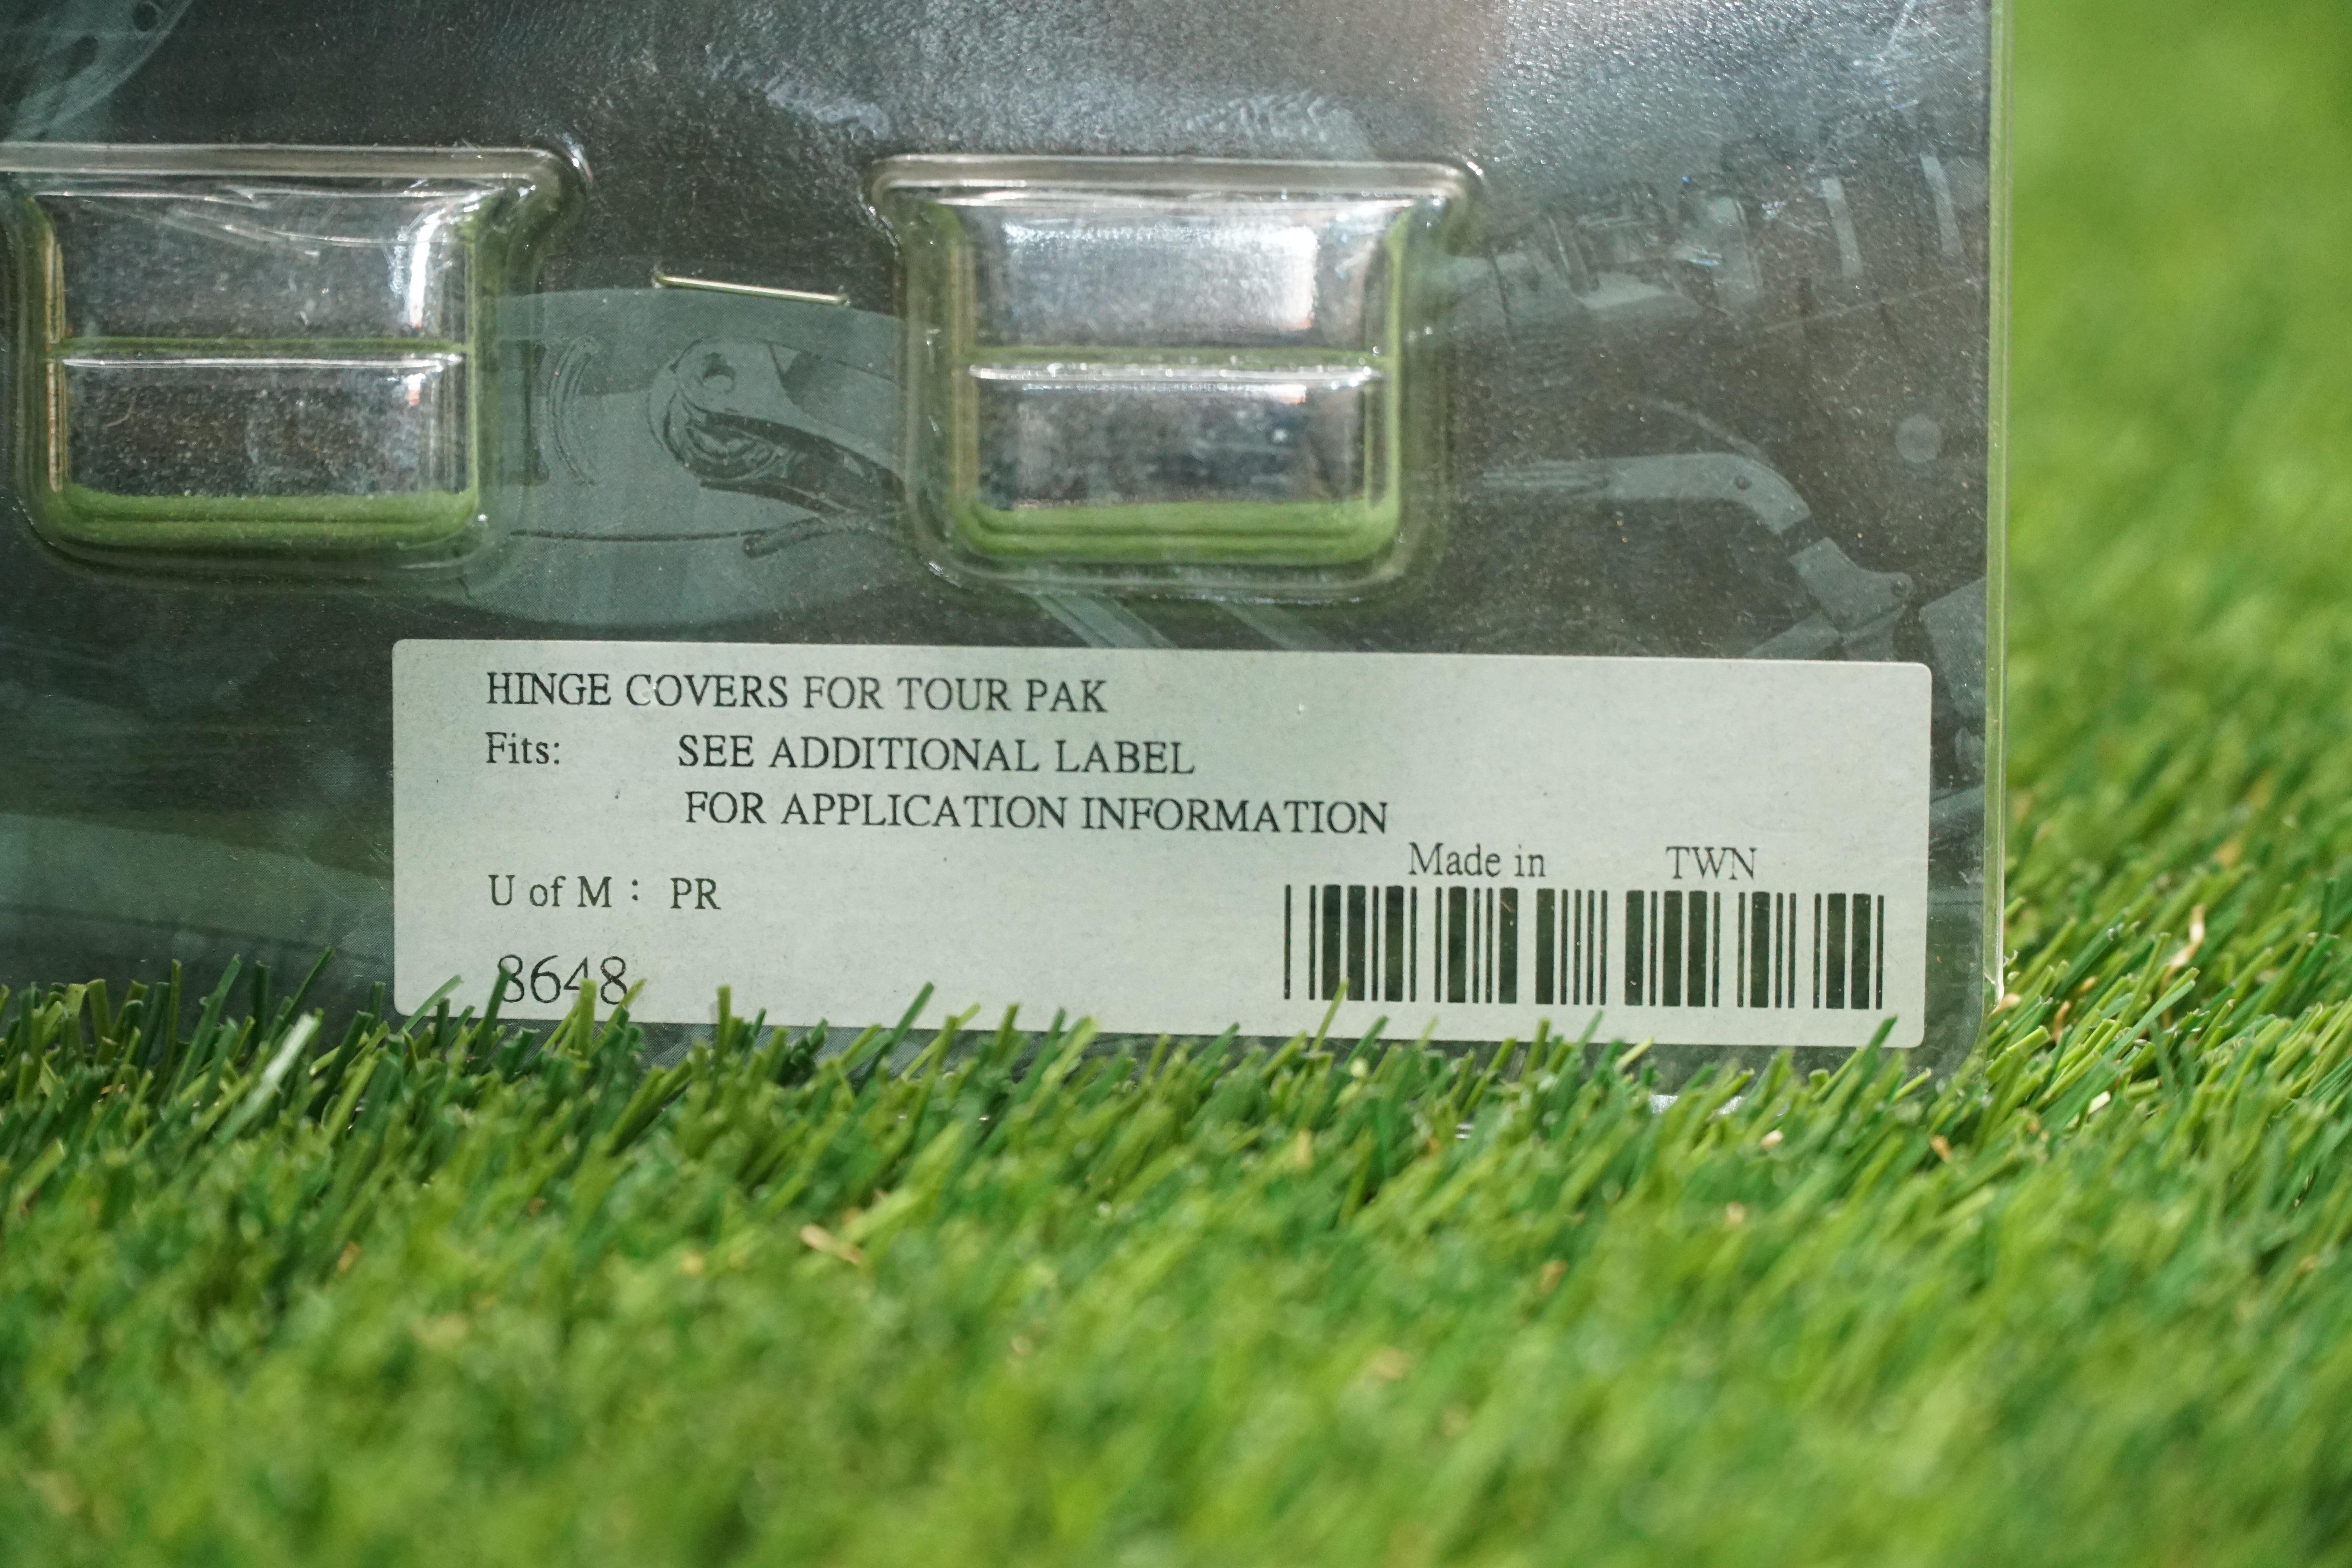 HINGE COVERS FOR TOUR PAK
Fits: SEE ADDITIONAL LABEL
FOR APPLICATION INFORMATION
Made in TWN
U of M : PR
8648